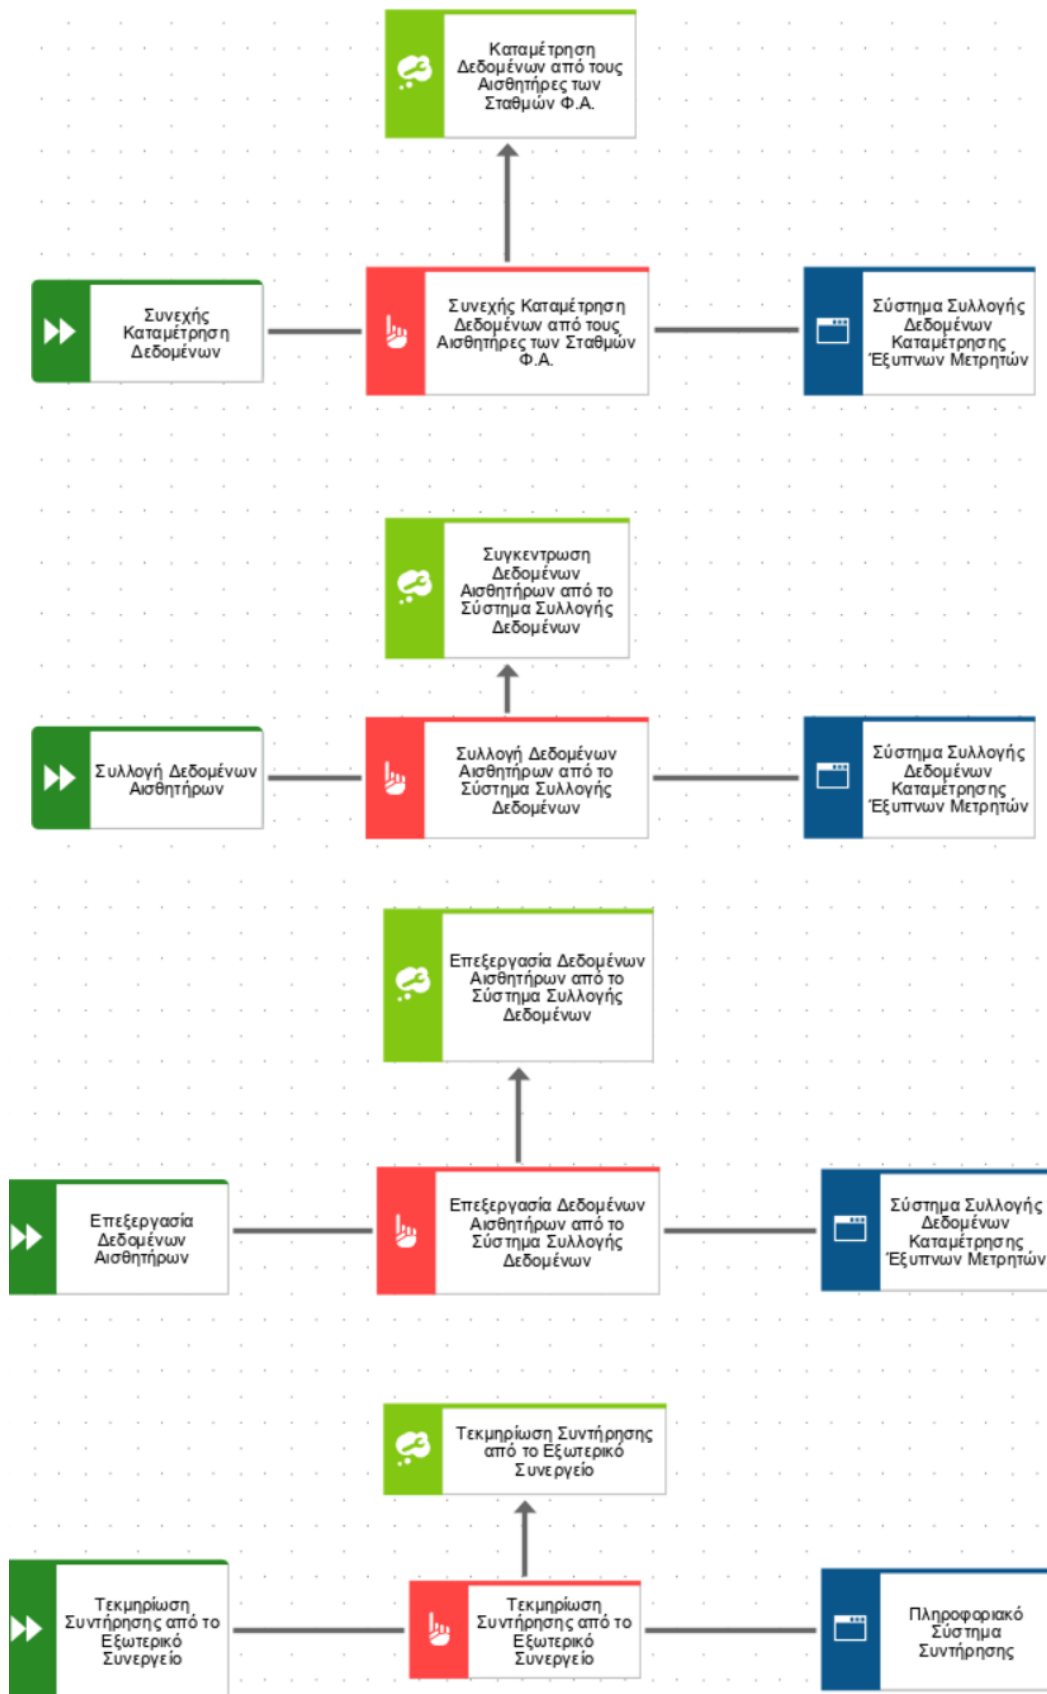 Καταμέτρηση
Δεδομένων από τους
Αισθητήρες των
Σταθμών Φ.Α.
Συνεχής
Καταμέτρηση
Δεδομένων
Συνεχής Καταμέτρηση
Δεδομένων από τους
Αισθητήρες των Σταθμών
Φ.Α.
Σύστημα Συλλογής
Δεδομένων
Καταμέτρησης
Έξυπνων Μετρητών
Συγκεντρωση
Δεδομένων
Αισθητήρων από το
Σύστημα Συλλογής
Δεδομένων
Συλλογή Δεδομένων
Αισθητήρων
Συλλογή Δεδομένων
Αισθητήρων από το
Σύστημα Συλλογής
Δεδομένων
Σύστημα Συλλογής
Δεδομένων
Καταμέτρησης
Έξυπνων Μετρητών
Επεξεργασία Δεδομένων
Αισθητήρων από το
Σύστημα Συλλογής
Δεδομένων
Επεξεργασία
Δεδομένων
Αισθητήρων
Επεξεργασία Δεδομένων
Αισθητήρων από το
Σύστημα Συλλογής
Δεδομένων
Σύστημα Συλλογής
Δεδομένων
Καταμέτρησης
Έξυπνων Μετρητών
Τεκμηρίωση Συντήρησης
από το Εξωτερικό
Συνεργείο
Τεκμηρίωση
Συντήρησης από το
Εξωτερικό
Συνεργείο
Τεκμηρίωση
Συντήρησης από το
Εξωτερικό
Συνεργείο
Πληροφοριακό
Σύστημα
Συντήρησης